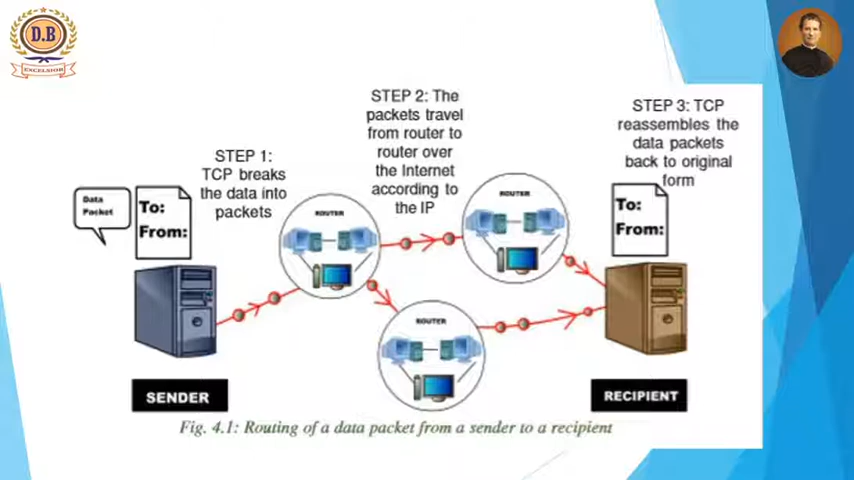 D.B
EXCELSIOR
STEP 1:
TCP breaks
the data into
packets
STEP 2: The
packets travel
from router to
router over
the Internet
according to
the IP
STEP 3: TCP
reassembles the
data packets
back to original
form
Data
Packet
To:
From:
ROUTER
ROUTER
ROUTER
To:
From:
SENDER
RECIPIENT
Fig. 4.1: Routing of a data packet from a sender to a recipient